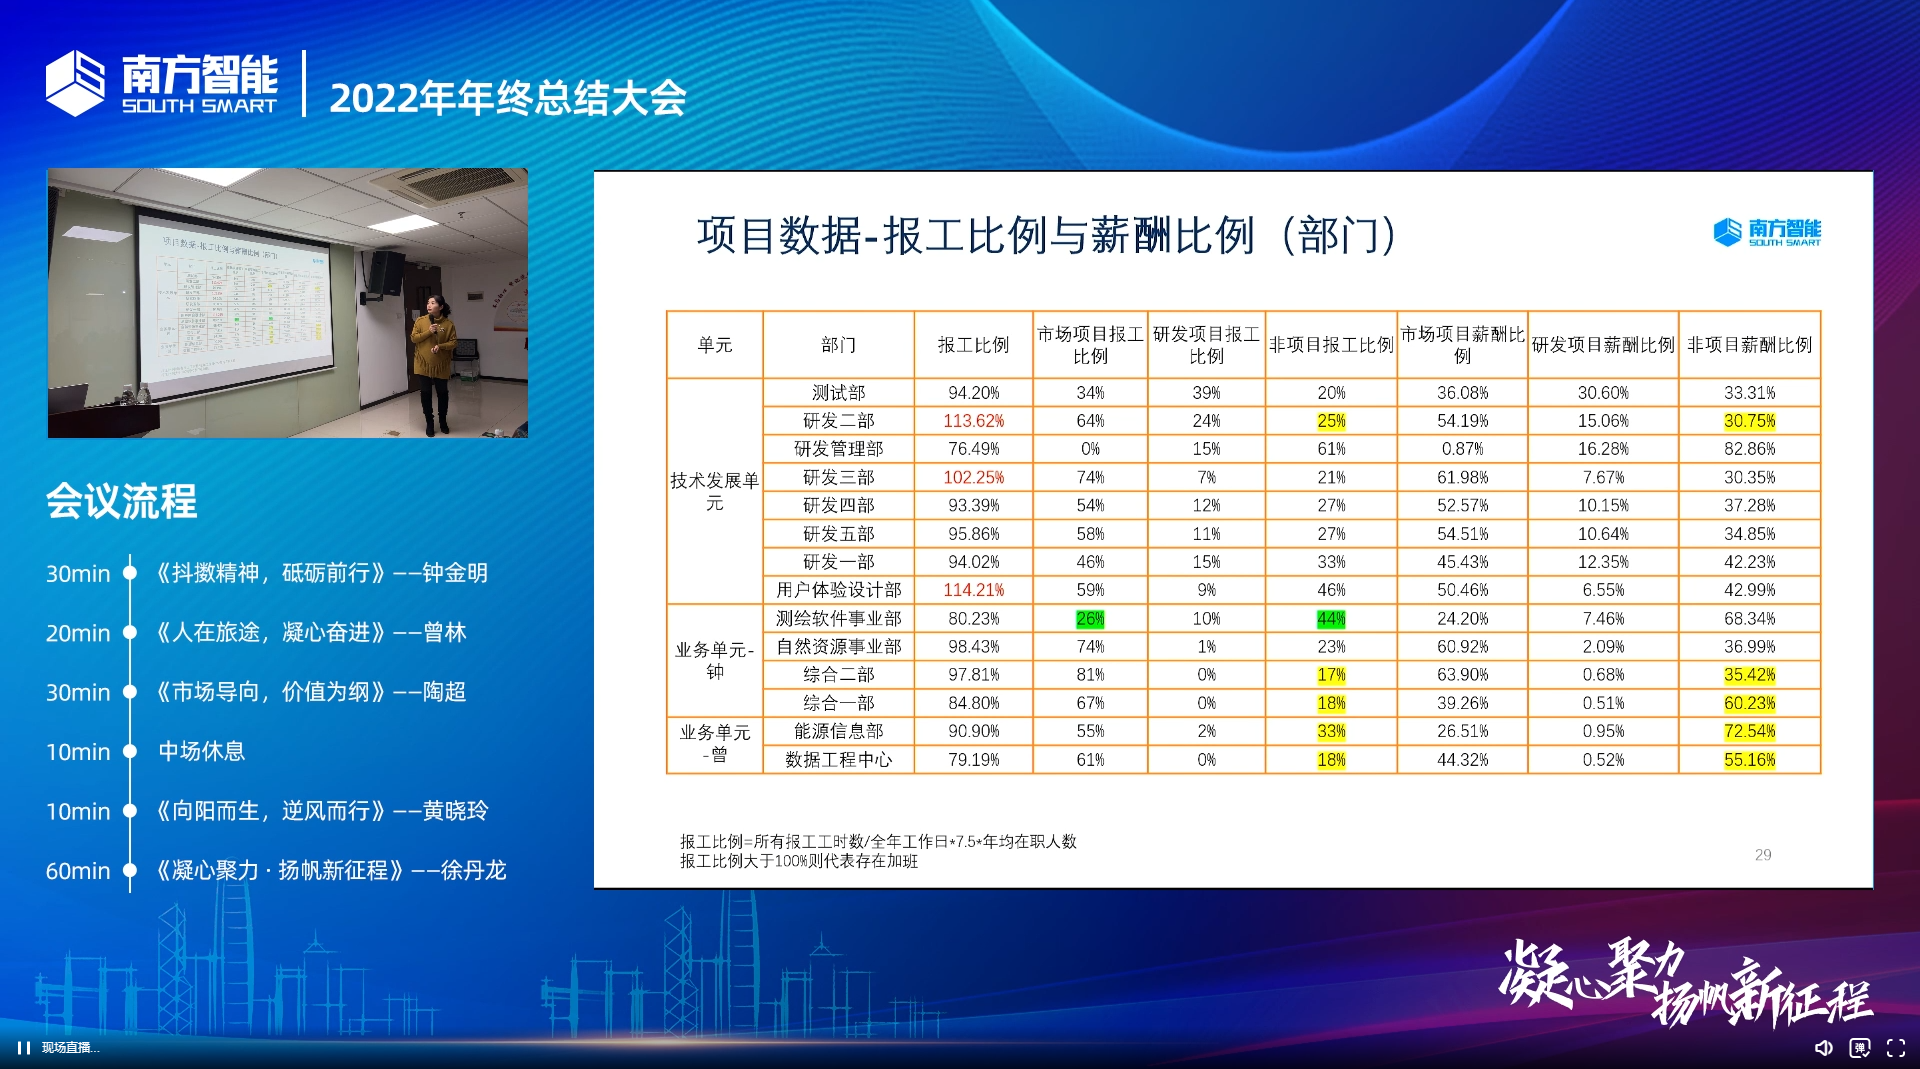 南方智能
SOUTH SMART
2022年年终总结大会
会议流程
30min 《抖擞精神，砥砺前行》——钟金明
20min 《人在旅途，凝心奋进》——曾林
30min 《市场导向，价值为纲》——陶超
10min 中场休息
10min 《向阳而生，逆风而行》——黄晓玲
60min 《凝心聚力·扬帆新征程》——徐丹龙
项目数据-报工比例与薪酬比例（部门）
南方智能
SOUTH SMART
单元 部门 报工比例 市场项目报工比例 研发项目报工比例 非项目报工比例 市场项目薪酬比例 研发项目薪酬比例 非项目薪酬比例
技术发展单元
测试部 94.20% 34% 39% 20% 36.08% 30.60% 33.31%
研发二部 113.62% 64% 24% 25% 54.19% 15.06% 30.75%
研发管理部 76.49% 0% 15% 61% 0.87% 16.28% 82.86%
研发三部 102.25% 74% 7% 21% 61.98% 7.67% 30.35%
研发四部 93.39% 54% 12% 27% 52.57% 10.15% 37.28%
研发五部 95.86% 58% 11% 27% 54.51% 10.64% 34.85%
研发一部 94.02% 46% 15% 33% 45.43% 12.35% 42.23%
用户体验设计部 114.21% 59% 9% 46% 50.46% 6.55% 42.99%
业务单元-钟
测绘软件事业部 80.23% 26% 10% 44% 24.20% 7.46% 68.34%
自然资源事业部 98.43% 74% 1% 23% 60.92% 2.09% 36.99%
综合二部 97.81% 81% 0% 17% 63.90% 0.68% 35.42%
综合一部 84.80% 67% 0% 18% 39.26% 0.51% 60.23%
业务单元-曾
能源信息部 90.90% 55% 2% 33% 26.51% 0.95% 72.54%
数据工程中心 79.19% 61% 0% 18% 44.32% 0.52% 55.16%
报工比例=所有报工工时数/全年工作日*7.5*年均在职人数
报工比例大于100%则代表存在加班
29
凝心聚力
扬帆新征程
现场直播...
弹